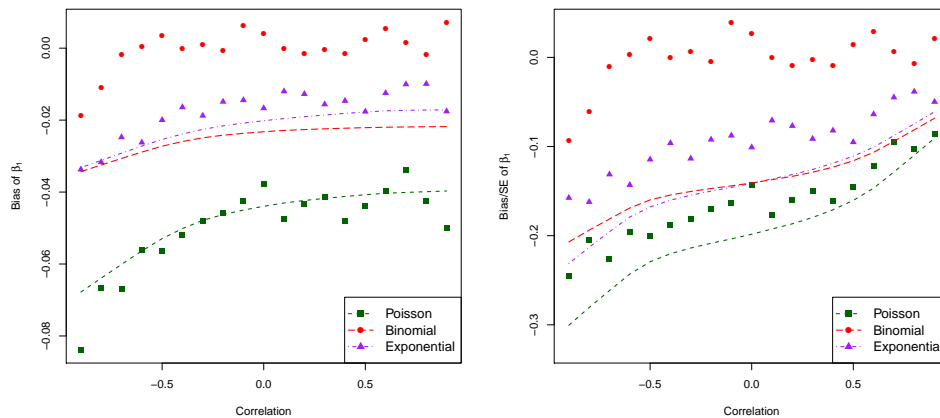 Bias of β1
0.00
−0.02
−0.04
−0.06
−0.08
−0.5
0.0
0.5
Correlation
Poisson
Binomial
Exponential
Bias/SE of β1
0.0
−0.1
−0.2
−0.3
−0.5
0.0
0.5
Correlation
Poisson
Binomial
Exponential